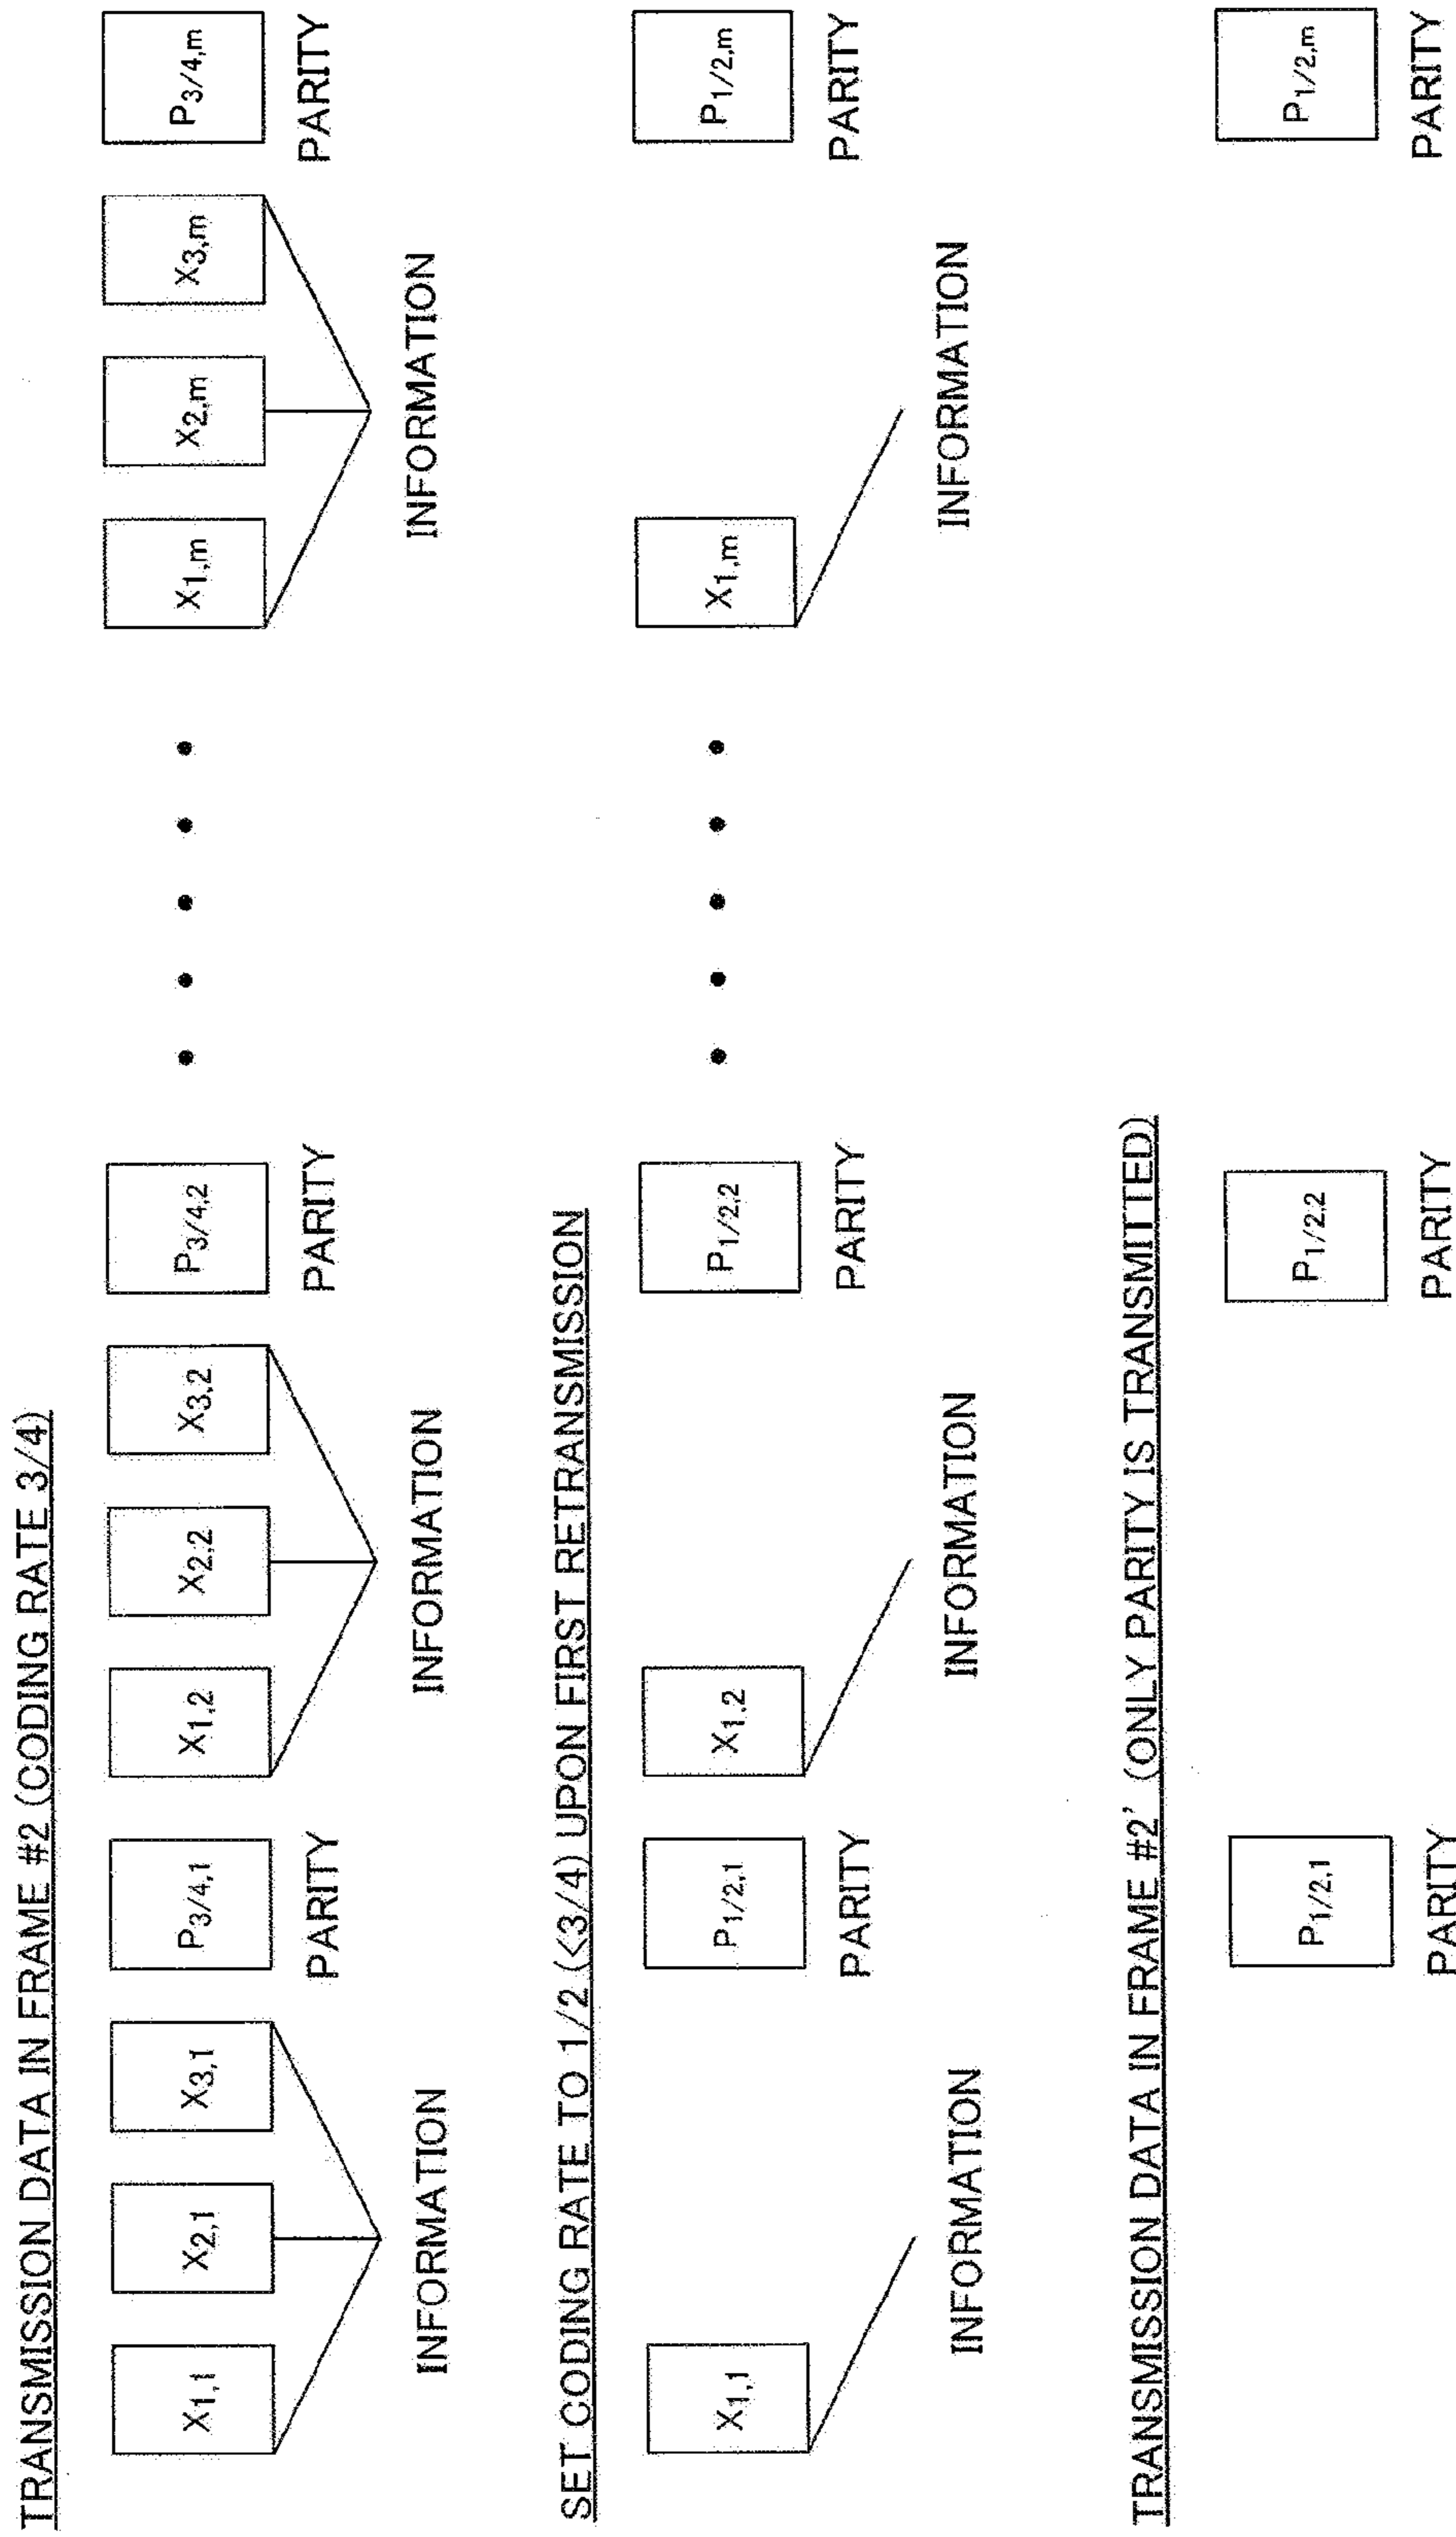 TRANSMISSION DATA IN FRAME #2 (CODING RATE 3/4)
X1,1 X2,1 X3,1 P3/4,1 X1,2 X2,2 X3,2 P3/4,2 • • • • • X1,m X2,m X3,m P3/4,m
INFORMATION PARITY INFORMATION PARITY INFORMATION PARITY
SET CODING RATE TO 1/2 (<3/4) UPON FIRST RETRANSMISSION
X1,1 P1/2,1 X1,2 P1/2,2 • • • • • X1,m P1/2,m
INFORMATION PARITY INFORMATION PARITY INFORMATION PARITY
TRANSMISSION DATA IN FRAME #2' (ONLY PARITY IS TRANSMITTED)
P1/2,1 P1/2,2 P1/2,m
PARITY PARITY PARITY